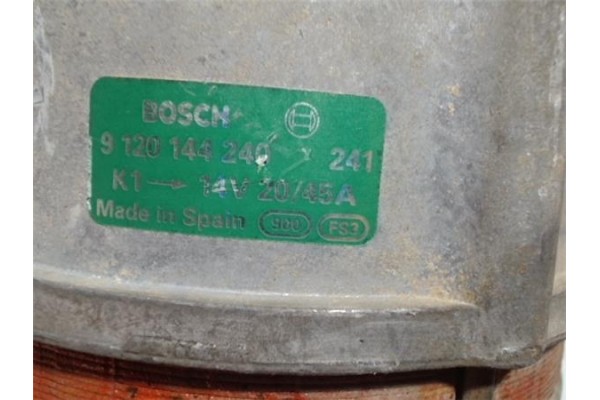 BOSCH
9 120 144 240 241
K1→ 14V 20/45A
Made in Spain 900 FS3